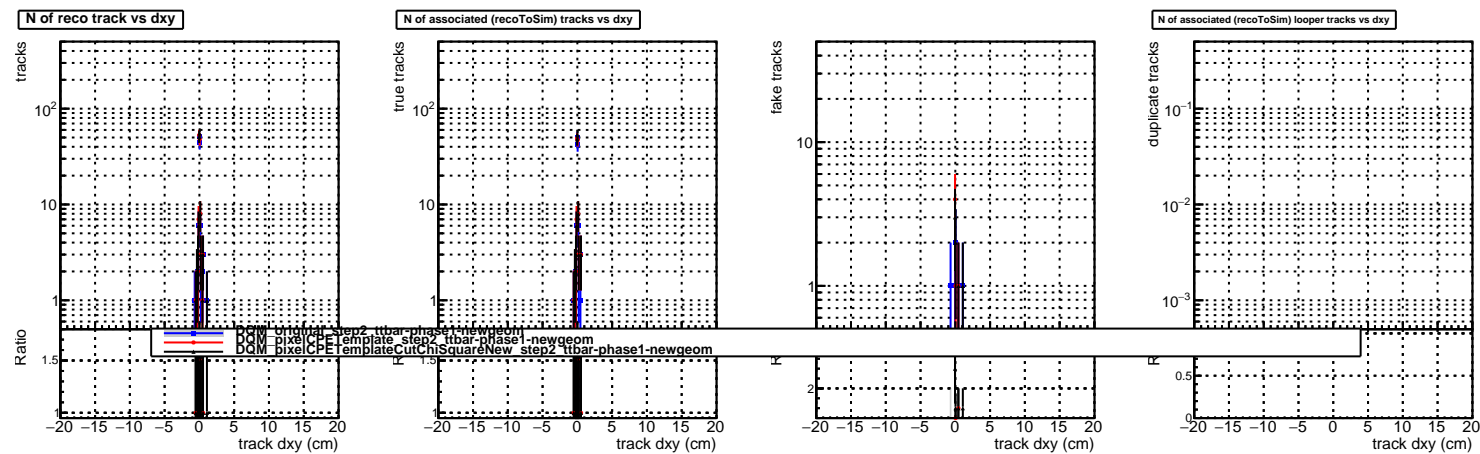 N of reco track vs dxy
tracks
10²
10
1
Ratio
1.5
1
−20 −15 −10 −5 0 5 10 15 20
track dxy (cm)
N of associated (recoToSim) tracks vs dxy
true tracks
10²
10
1
1.5
1
−20 −15 −10 −5 0 5 10 15 20
track dxy (cm)
fake tracks
10
1
2
−20 −15 −10 −5 0 5 10 15 20
track dxy (cm)
N of associated (recoToSim) looper tracks vs dxy
duplicate tracks
10⁻¹
10⁻²
10⁻³
0.5
0
−20 −15 −10 −5 0 5 10 15 20
track dxy (cm)
DQM_original_step2_ttbar-phase1-newgeom
DQM_pixelCPETemplate_step2_ttbar-phase1-newgeom
DQM_pixelCPETemplateCutChiSquareNew_step2_ttbar-phase1-newgeom